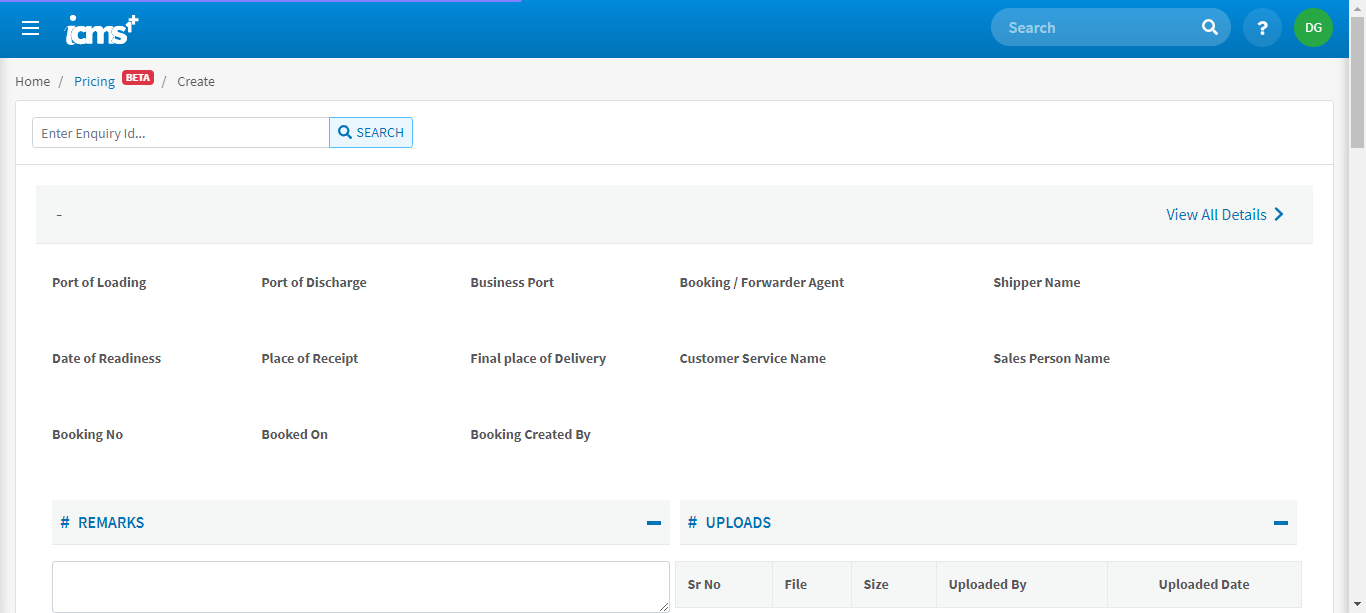 icms+ Search ? DG
Home / Pricing BETA / Create
Enter Enquiry Id... SEARCH
- View All Details
Port of Loading Port of Discharge Business Port Booking / Forwarder Agent Shipper Name
Date of Readiness Place of Receipt Final place of Delivery Customer Service Name Sales Person Name
Booking No Booked On Booking Created By
# REMARKS # UPLOADS
Sr No File Size Uploaded By Uploaded Date